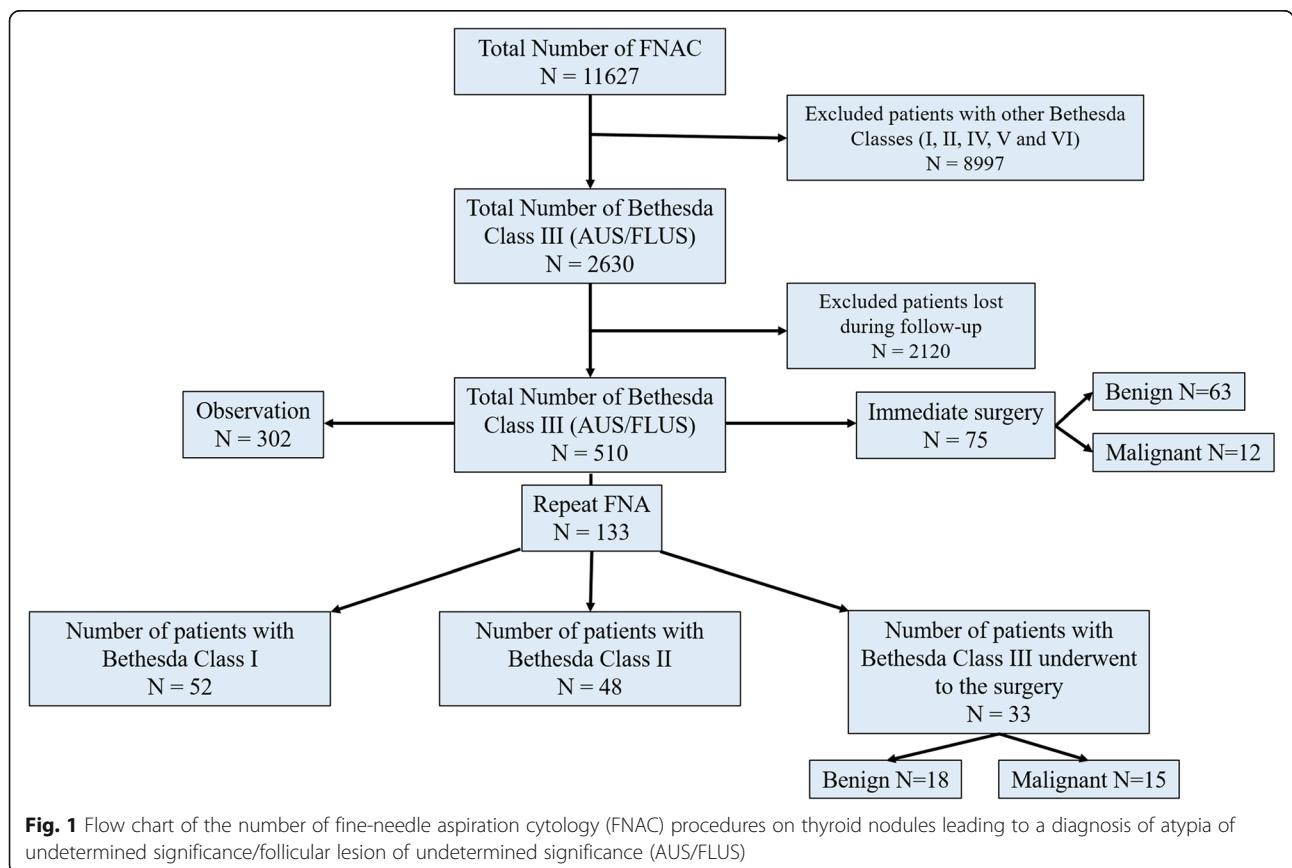 Total Number of FNAC
N = 11627
Excluded patients with other Bethesda
Classes (I, II, IV, V and VI)
N = 8997
Total Number of Bethesda
Class III (AUS/FLUS)
N = 2630
Excluded patients lost
during follow-up
N = 2120
Observation
N = 302
Total Number of Bethesda
Class III (AUS/FLUS)
N = 510
Immediate surgery
N = 75
Benign N=63
Malignant N=12
Repeat FNA
N = 133
Number of patients with
Bethesda Class I
N = 52
Number of patients with
Bethesda Class II
N = 48
Number of patients with
Bethesda Class III underwent
to the surgery
N = 33
Benign N=18
Malignant N=15
Fig. 1 Flow chart of the number of fine-needle aspiration cytology (FNAC) procedures on thyroid nodules leading to a diagnosis of atypia of
undetermined significance/follicular lesion of undetermined significance (AUS/FLUS)